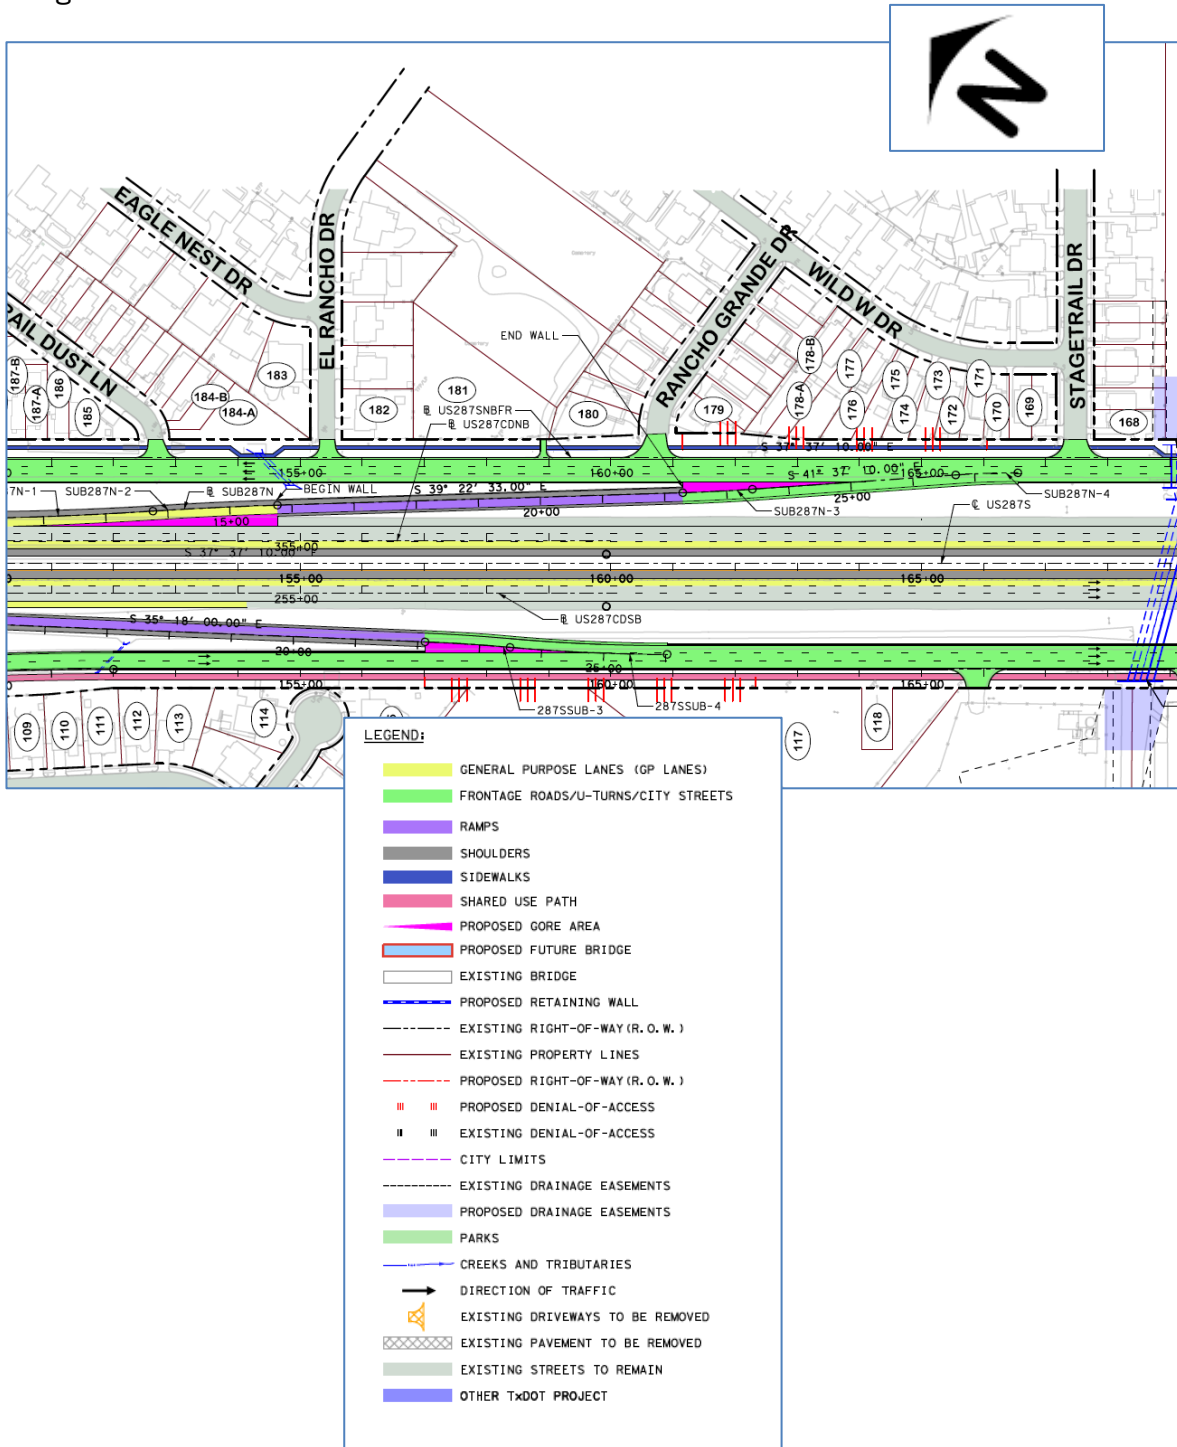 N
EAGLE NEST DR
EL RANCHO DR
RANCHO GRANDE DR
WILD W DR
STAGETRAIL DR
RAIL DUST LN
END WALL
187-B
187-A
186
185
184-B
184-A
183
182
181
180
179
178-B
178-A
177
176
175
174
173
172
171
170
169
168
US287SNBFR
US287CDNB
S 37° 37' 10.00" E
155+00
160+00
S 41° 37' 10.00" E
165+00
7N-1
SUB287N-2
SUB287N
BEGIN WALL
S 39° 22' 33.00" E
SUB287N-4
15+00
20+00
25+00
SUB287N-3
US287S
355+00
S 37° 37' 10.00" E
155+00
160+00
165+00
255+00
US287CDSB
S 35° 18' 00.00" E
20+00
25+00
155+00
160+00
165+00
287SSUB-3
287SSUB-4
109
110
111
112
113
114
117
118
LEGEND:
GENERAL PURPOSE LANES (GP LANES)
FRONTAGE ROADS/U-TURNS/CITY STREETS
RAMPS
SHOULDERS
SIDEWALKS
SHARED USE PATH
PROPOSED GORE AREA
PROPOSED FUTURE BRIDGE
EXISTING BRIDGE
PROPOSED RETAINING WALL
EXISTING RIGHT-OF-WAY(R.O.W.)
EXISTING PROPERTY LINES
PROPOSED RIGHT-OF-WAY(R.O.W.)
PROPOSED DENIAL-OF-ACCESS
EXISTING DENIAL-OF-ACCESS
CITY LIMITS
EXISTING DRAINAGE EASEMENTS
PROPOSED DRAINAGE EASEMENTS
PARKS
CREEKS AND TRIBUTARIES
DIRECTION OF TRAFFIC
EXISTING DRIVEWAYS TO BE REMOVED
EXISTING PAVEMENT TO BE REMOVED
EXISTING STREETS TO REMAIN
OTHER TxDOT PROJECT